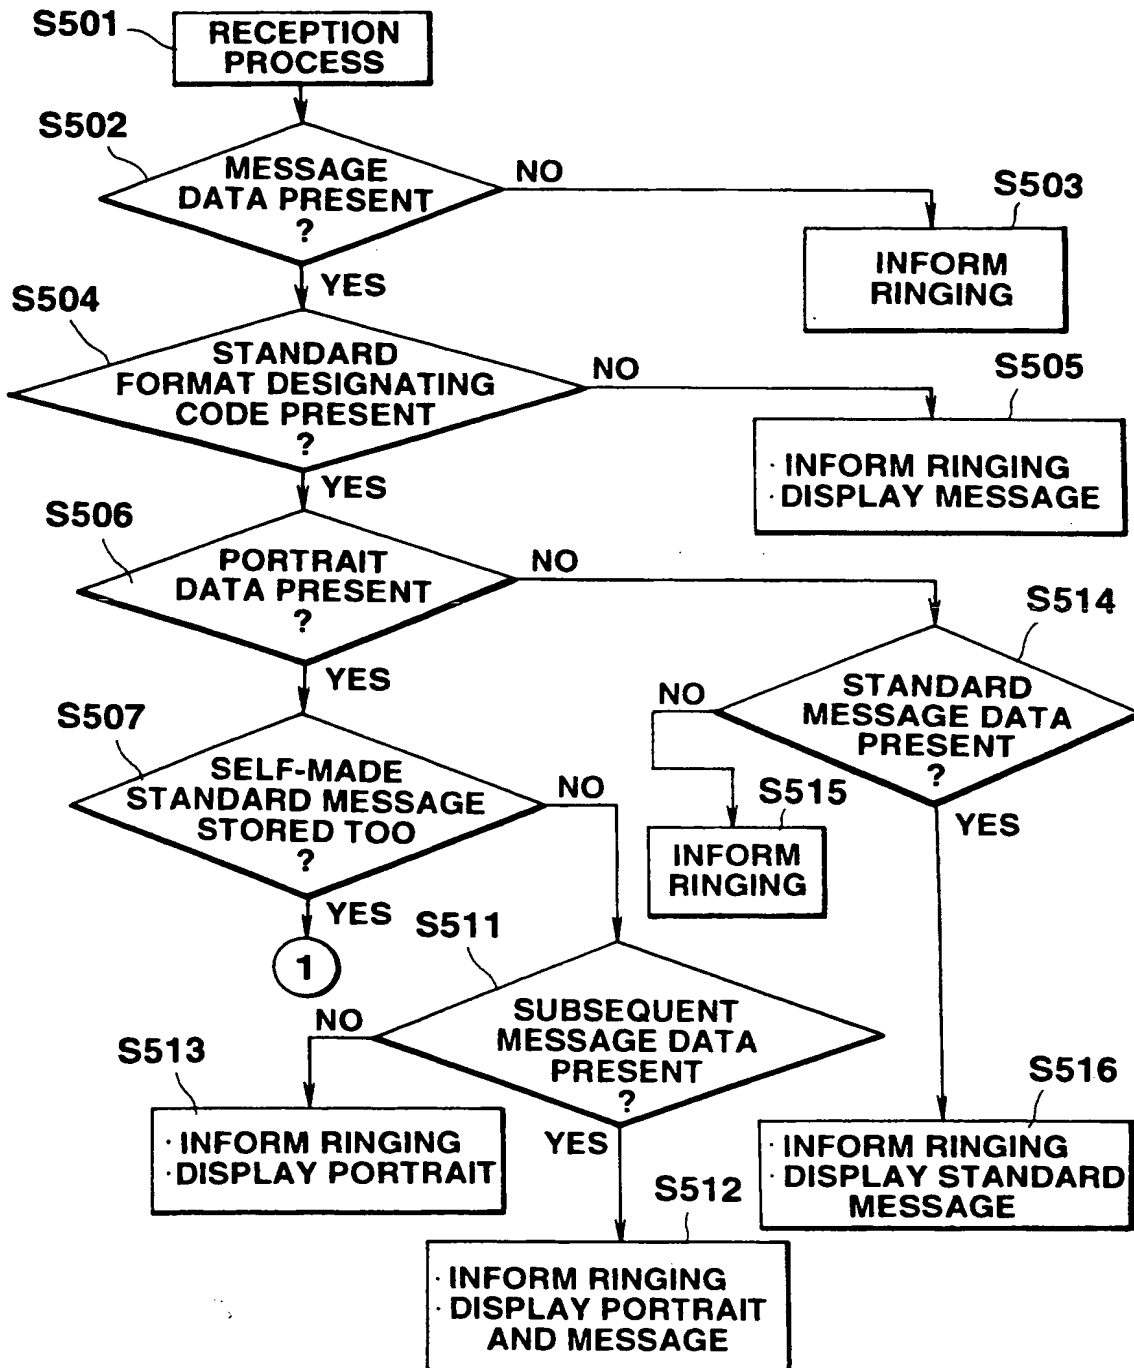 S501
RECEPTION
PROCESS
S502
MESSAGE
DATA PRESENT
?
NO
YES
S503
INFORM
RINGING
S504
STANDARD
FORMAT DESIGNATING
CODE PRESENT
?
NO
YES
S505
· INFORM RINGING
· DISPLAY MESSAGE
S506
PORTRAIT
DATA PRESENT
?
NO
YES
S514
STANDARD
MESSAGE DATA
PRESENT
?
NO
YES
S507
SELF-MADE
STANDARD MESSAGE
STORED TOO
?
NO
YES
S515
INFORM
RINGING
1
S511
SUBSEQUENT
MESSAGE DATA
PRESENT
?
NO
YES
S513
· INFORM RINGING
· DISPLAY PORTRAIT
S516
· INFORM RINGING
· DISPLAY STANDARD
MESSAGE
S512
· INFORM RINGING
· DISPLAY PORTRAIT
AND MESSAGE